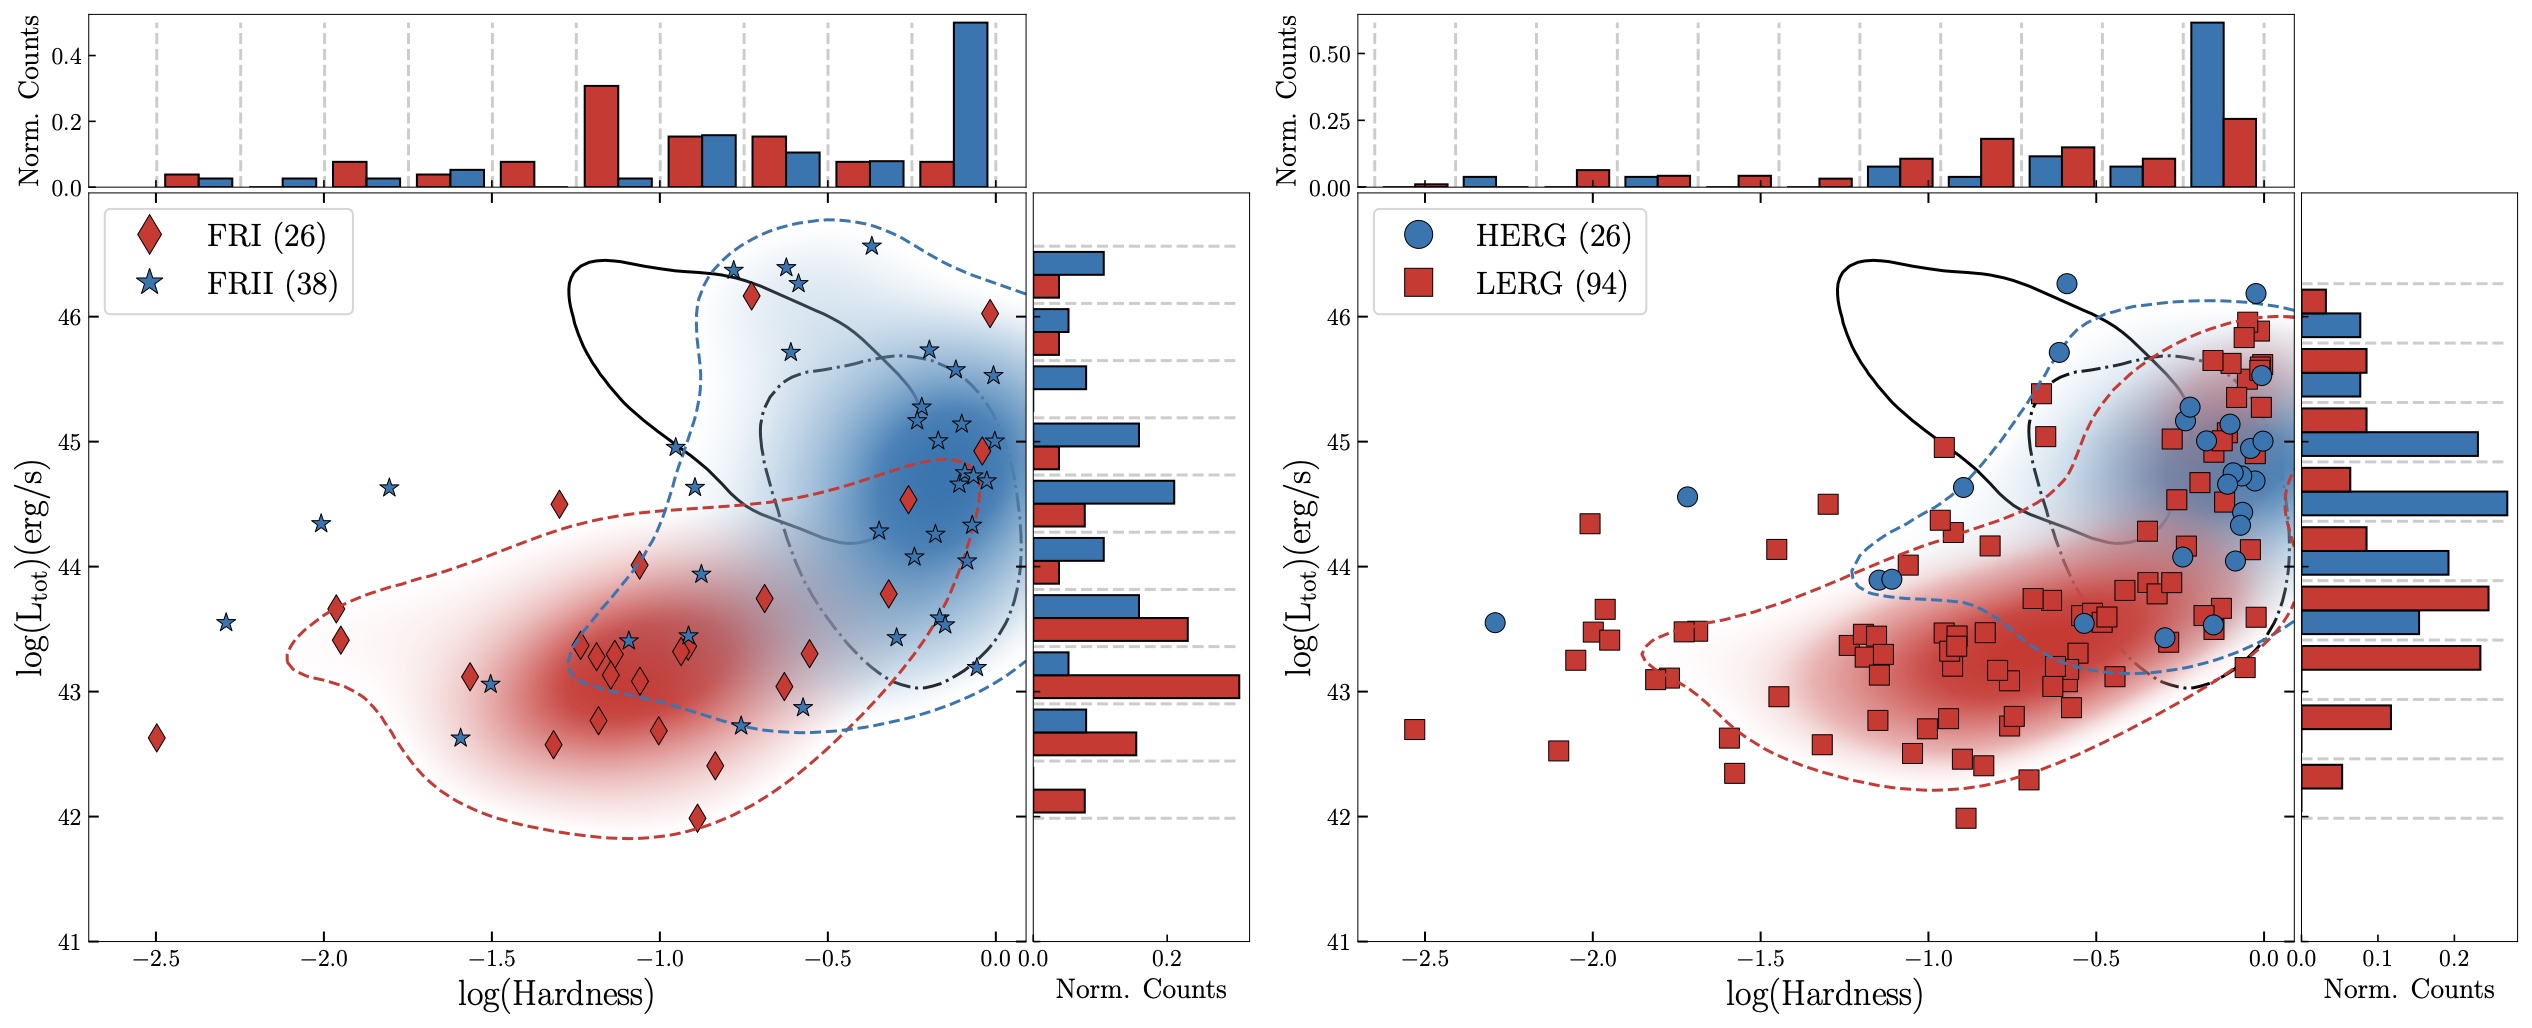 Norm. Counts
0.4
0.2
0.0
FRI (26)
FRII (38)
log(Ltot)(erg/s)
46
45
44
43
42
41
−2.5 −2.0 −1.5 −1.0 −0.5 0.0
log(Hardness)
0.0 0.2
Norm. Counts
Norm. Counts
0.50
0.25
0.00
HERG (26)
LERG (94)
log(Ltot)(erg/s)
46
45
44
43
42
41
−2.5 −2.0 −1.5 −1.0 −0.5 0.0
log(Hardness)
0.0 0.1 0.2
Norm. Counts